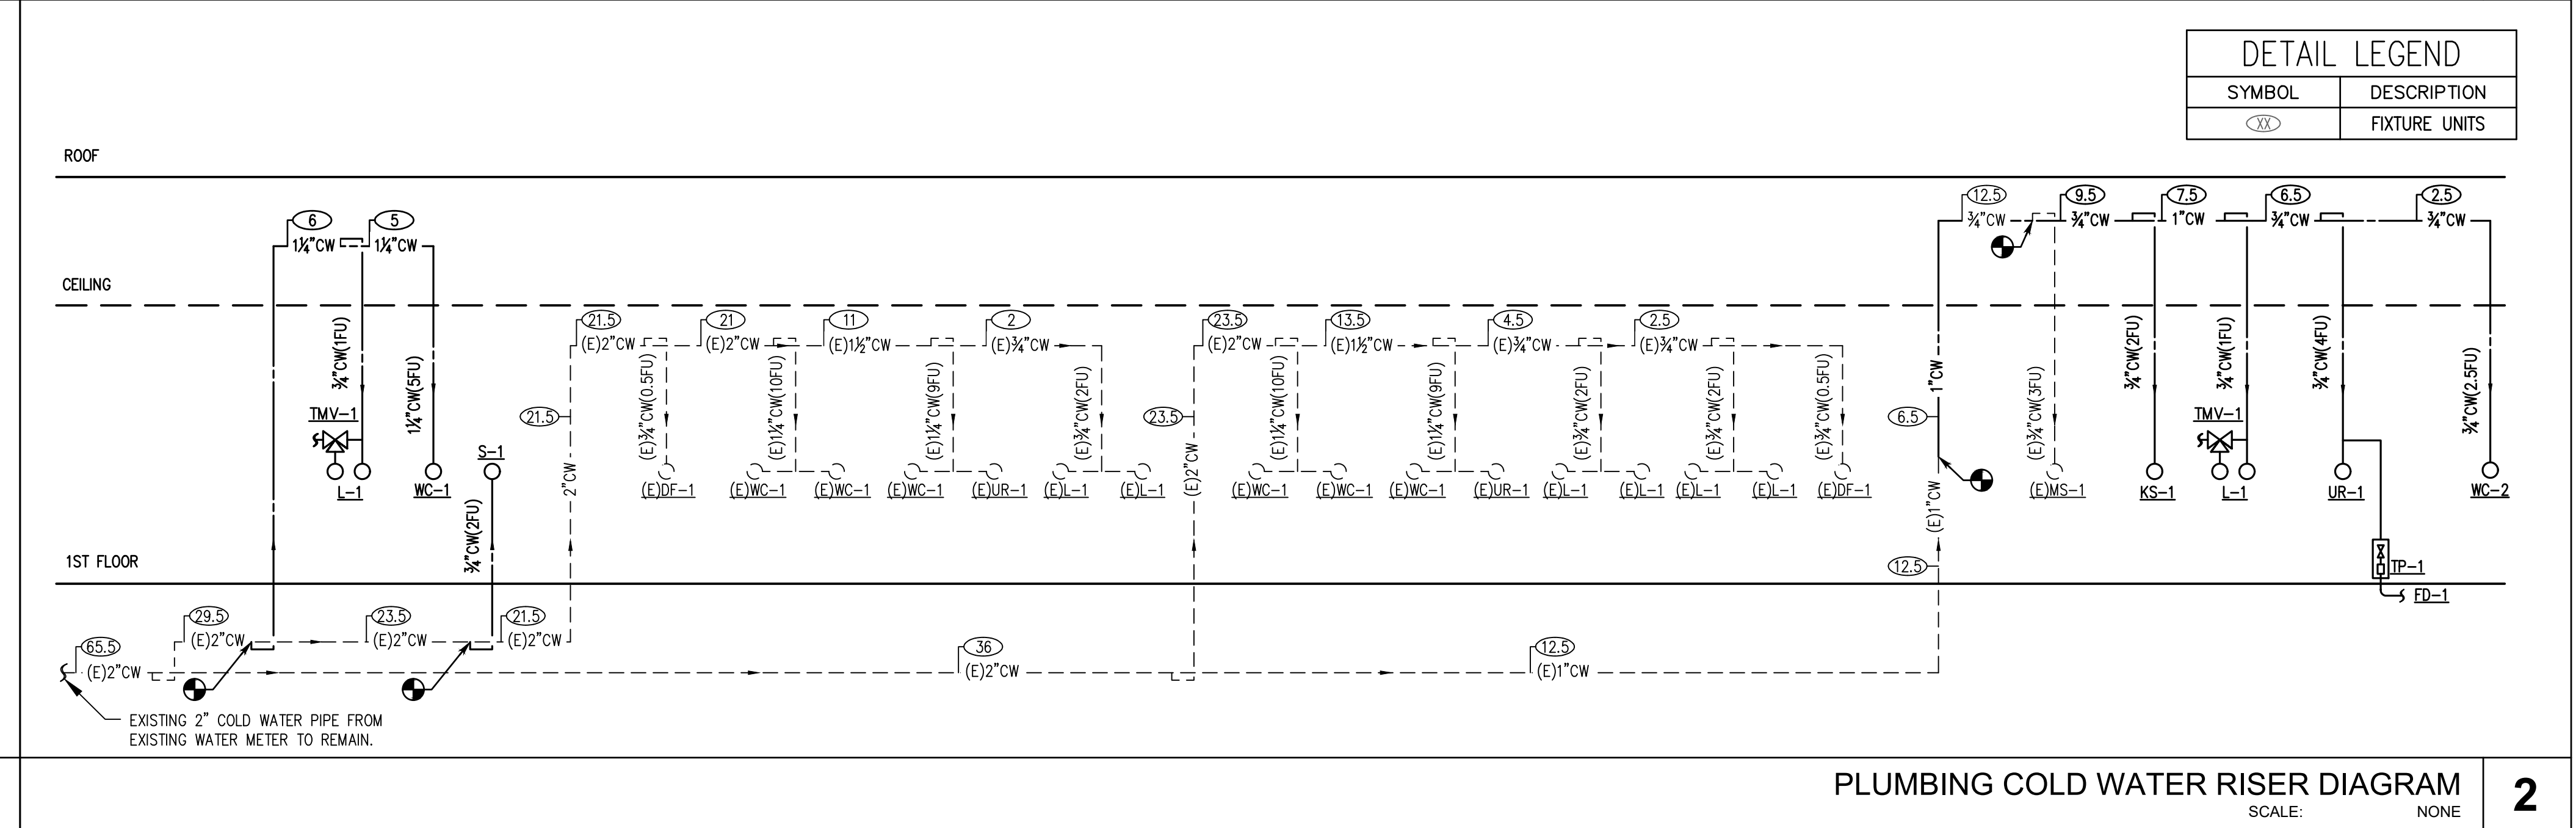 DETAIL LEGEND
SYMBOL DESCRIPTION
XX FIXTURE UNITS
ROOF
12.5 9.5 7.5 6.5 2.5
¾"CW ¾"CW 1"CW ¾"CW ¾"CW
6 5
1¼"CW 1¼"CW
CEILING
21.5 21 11 2 23.5 13.5 4.5 2.5
(E)2"CW (E)2"CW (E)1½"CW (E)¾"CW (E)2"CW (E)1½"CW (E)¾"CW (E)¾"CW
¾"CW(1FU)
1¼"CW(5FU)
(E)¾"CW(0.5FU)
(E)1¼"CW(10FU)
(E)1¼"CW(9FU)
(E)¾"CW(2FU)
(E)1¼"CW(10FU)
(E)1¼"CW(9FU)
(E)¾"CW(2FU)
(E)¾"CW(2FU)
(E)¾"CW(0.5FU)
1"CW
(E)¾"CW(3FU)
¾"CW(2FU)
¾"CW(1FU)
¾"CW(4FU)
¾"CW(2.5FU)
TMV-1 21.5 23.5 6.5 TMV-1
S-1
2"CW
(E)2"CW
(E)1"CW
L-1 WC-1 (E)DF-1 (E)WC-1 (E)WC-1 (E)WC-1 (E)UR-1 (E)L-1 (E)L-1 (E)WC-1 (E)WC-1 (E)WC-1 (E)UR-1 (E)L-1 (E)L-1 (E)L-1 (E)L-1 (E)DF-1 (E)MS-1 KS-1 L-1 UR-1 WC-2
¾"CW(2FU)
1ST FLOOR
12.5
TP-1
FD-1
29.5 23.5 21.5
(E)2"CW (E)2"CW (E)2"CW
65.5 36 12.5
(E)2"CW (E)2"CW (E)1"CW
EXISTING 2" COLD WATER PIPE FROM
EXISTING WATER METER TO REMAIN.
PLUMBING COLD WATER RISER DIAGRAM
SCALE: NONE
2